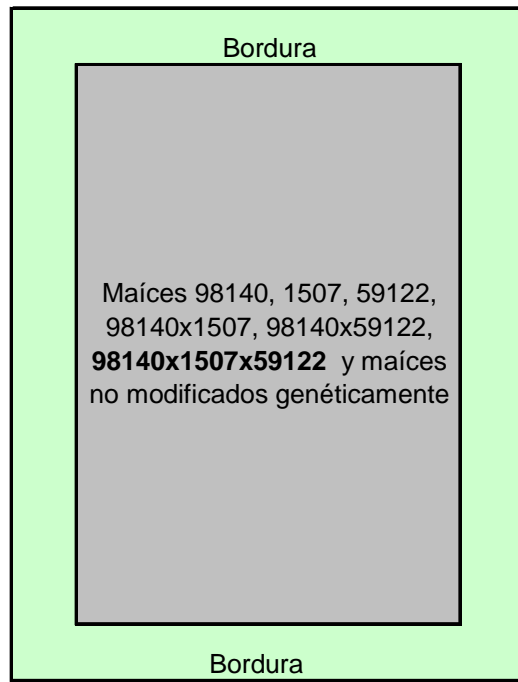 Bordura
Maíces 98140, 1507, 59122,
98140x1507, 98140x59122,
98140x1507x59122 y maíces
no modificados genéticamente
Bordura